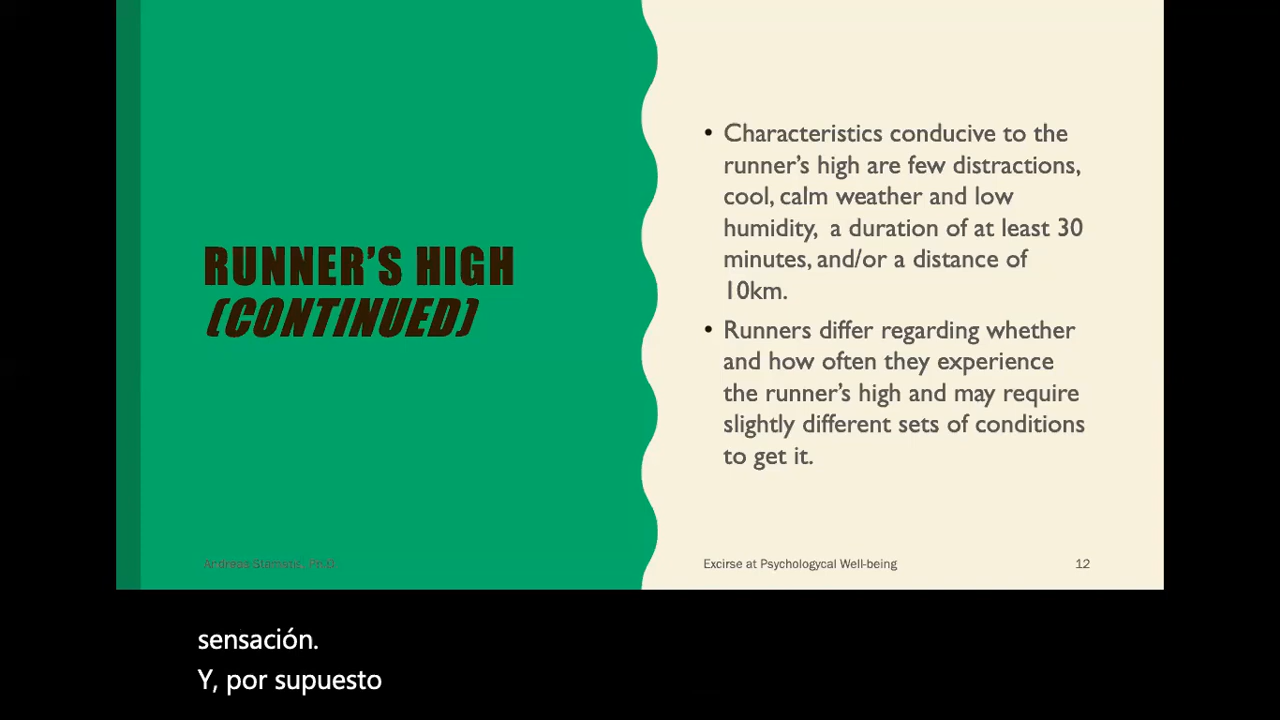 RUNNER'S HIGH
(CONTINUED)
• Characteristics conducive to the
runner's high are few distractions,
cool, calm weather and low
humidity, a duration of at least 30
minutes, and/or a distance of
10km.
• Runners differ regarding whether
and how often they experience
the runner's high and may require
slightly different sets of conditions
to get it.
Andreas Ph.D.
Excirse at Psychologycal Well-being
12
sensación.
Y, por supuesto